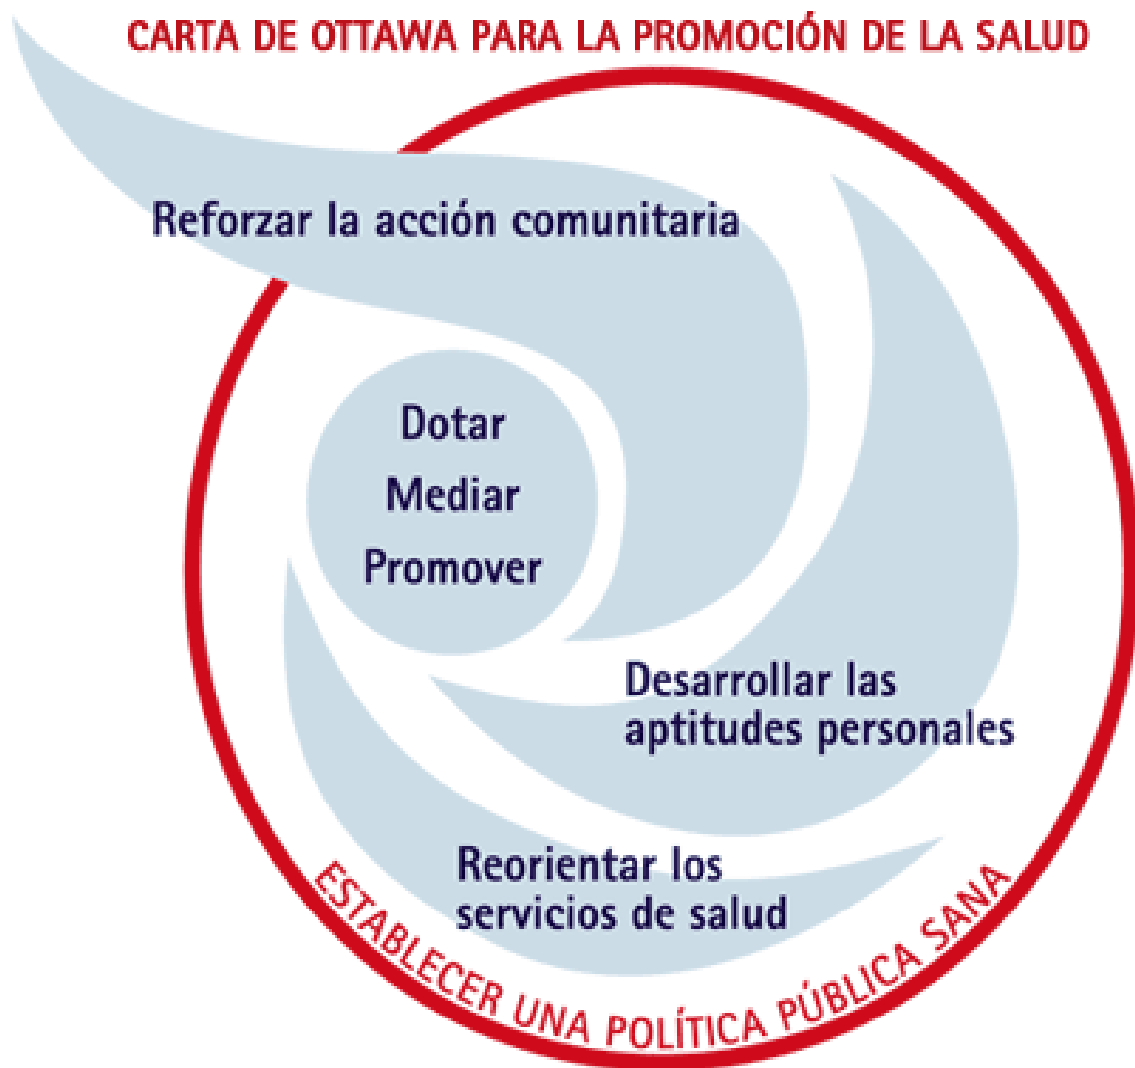 CARTA DE OTTAWA PARA LA PROMOCIÓN DE LA SALUD
Reforzar la acción comunitaria
Dotar
Mediar
Promover
Desarrollar las
aptitudes personales
Reorientar los
servicios de salud
ESTABLECER UNA POLÍTICA PÚBLICA SANA